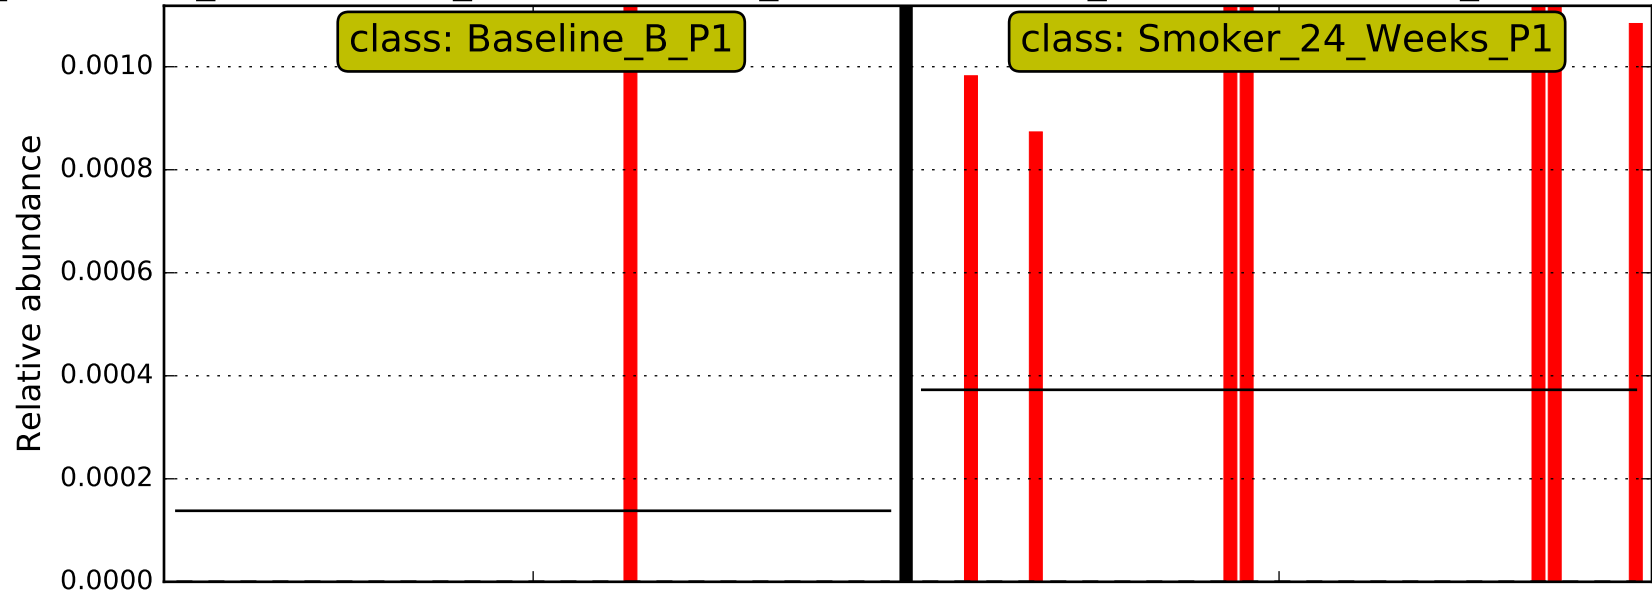 class: Baseline_B_P1
class: Smoker_24_Weeks_P1
Relative abundance
0.0010
0.0008
0.0006
0.0004
0.0002
0.0000